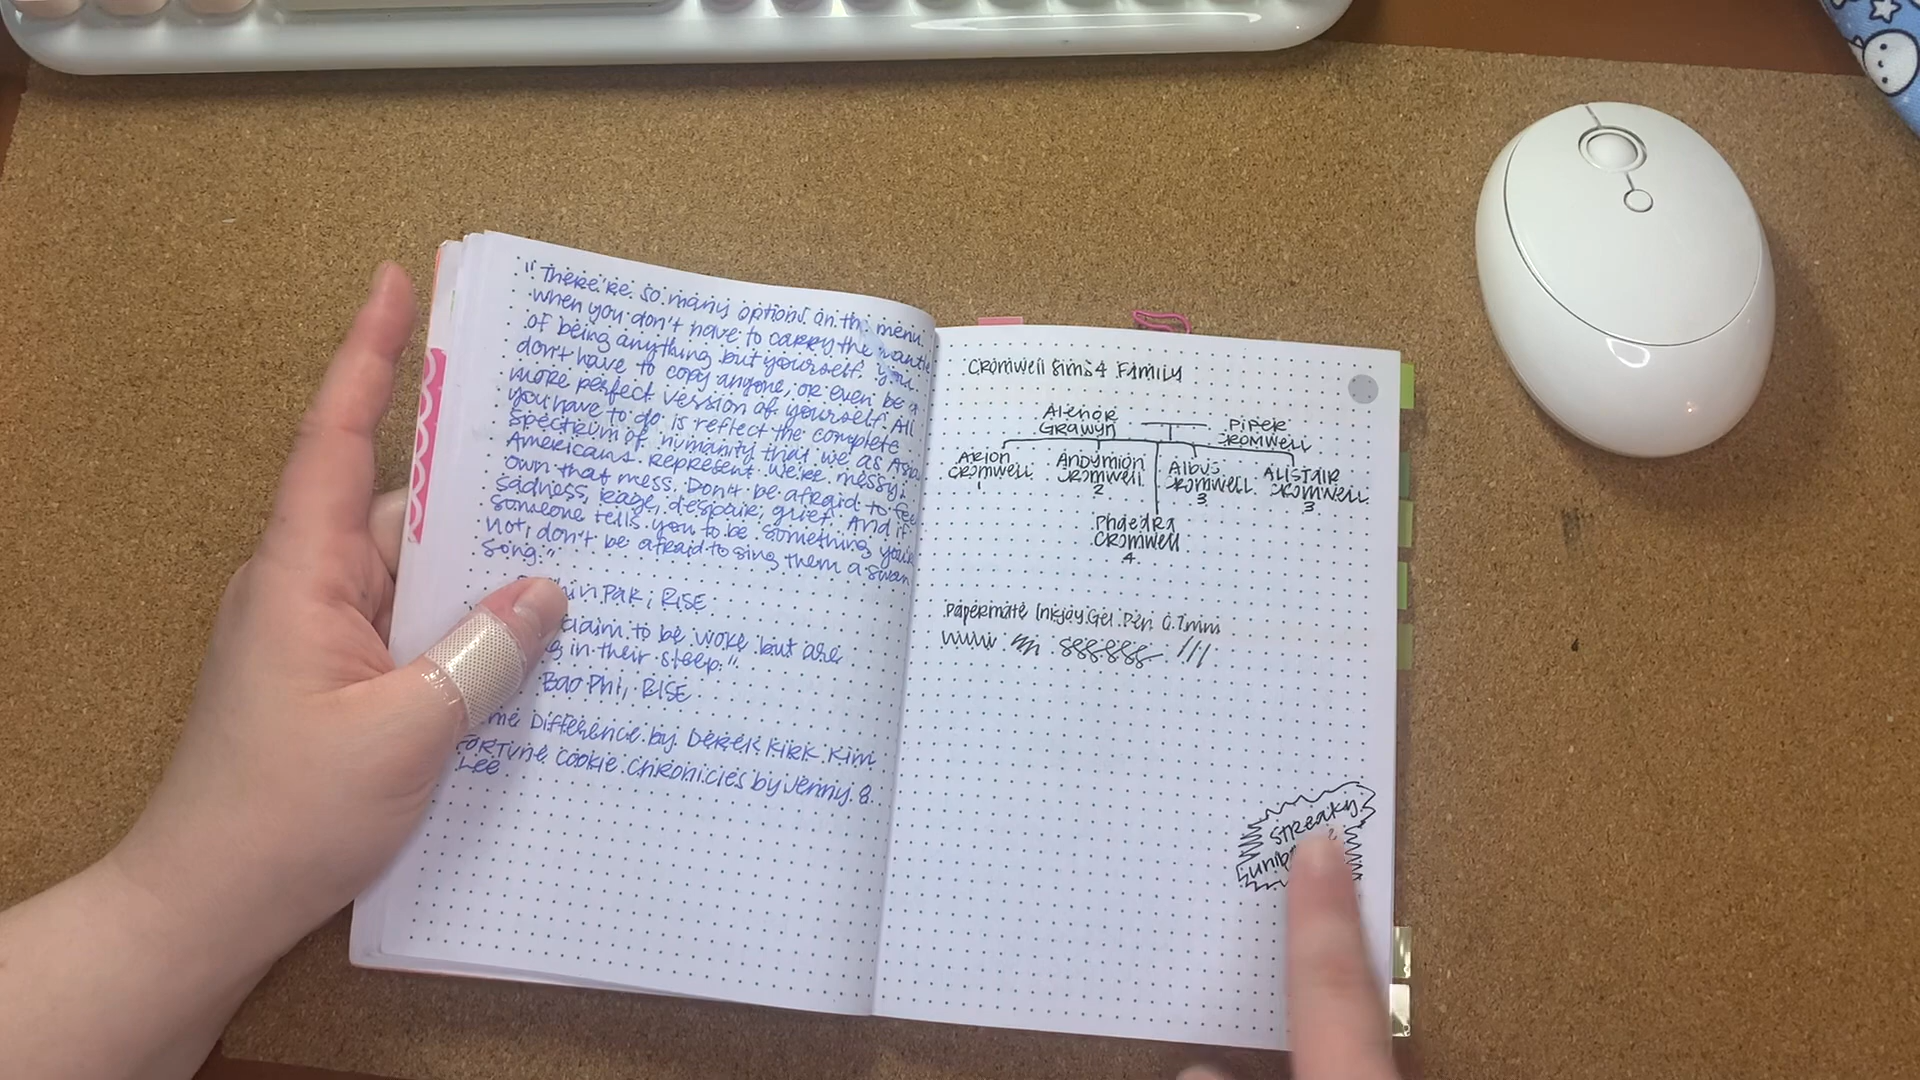 "There're so many options on the menu
when you don't have to carry the mantle
of being anything but yourself. You
don't have to copy anyone, or even be a
more perfect version of yourself. All
you have to do is reflect the complete
spectrum of humanity that we as Asian
Americans represent. We're messy;
own that mess. Don't be afraid to feel
sadness, rage, despair, grief. And if
someone tells you to be something you're
not, don't be afraid to sing them a swan
song."
Pak, RISE
claim to be woke but are
in their sleep."
Bao Phi, RISE
Difference by Derek Kirk Kim
Fortune Cookie Chronicles by Jenny 8.
Lee
Cromwell Sims 4 Family
Alenor
Grawyn
Piper
Cromwell
Arion
Cromwell
1
Andymion
Cromwell
2
Albus
Cromwell
3
Alistair
Cromwell
3
Phaedra
Cromwell
4
Papermate Inkjoy Gel Pen 0.7mm
streaky